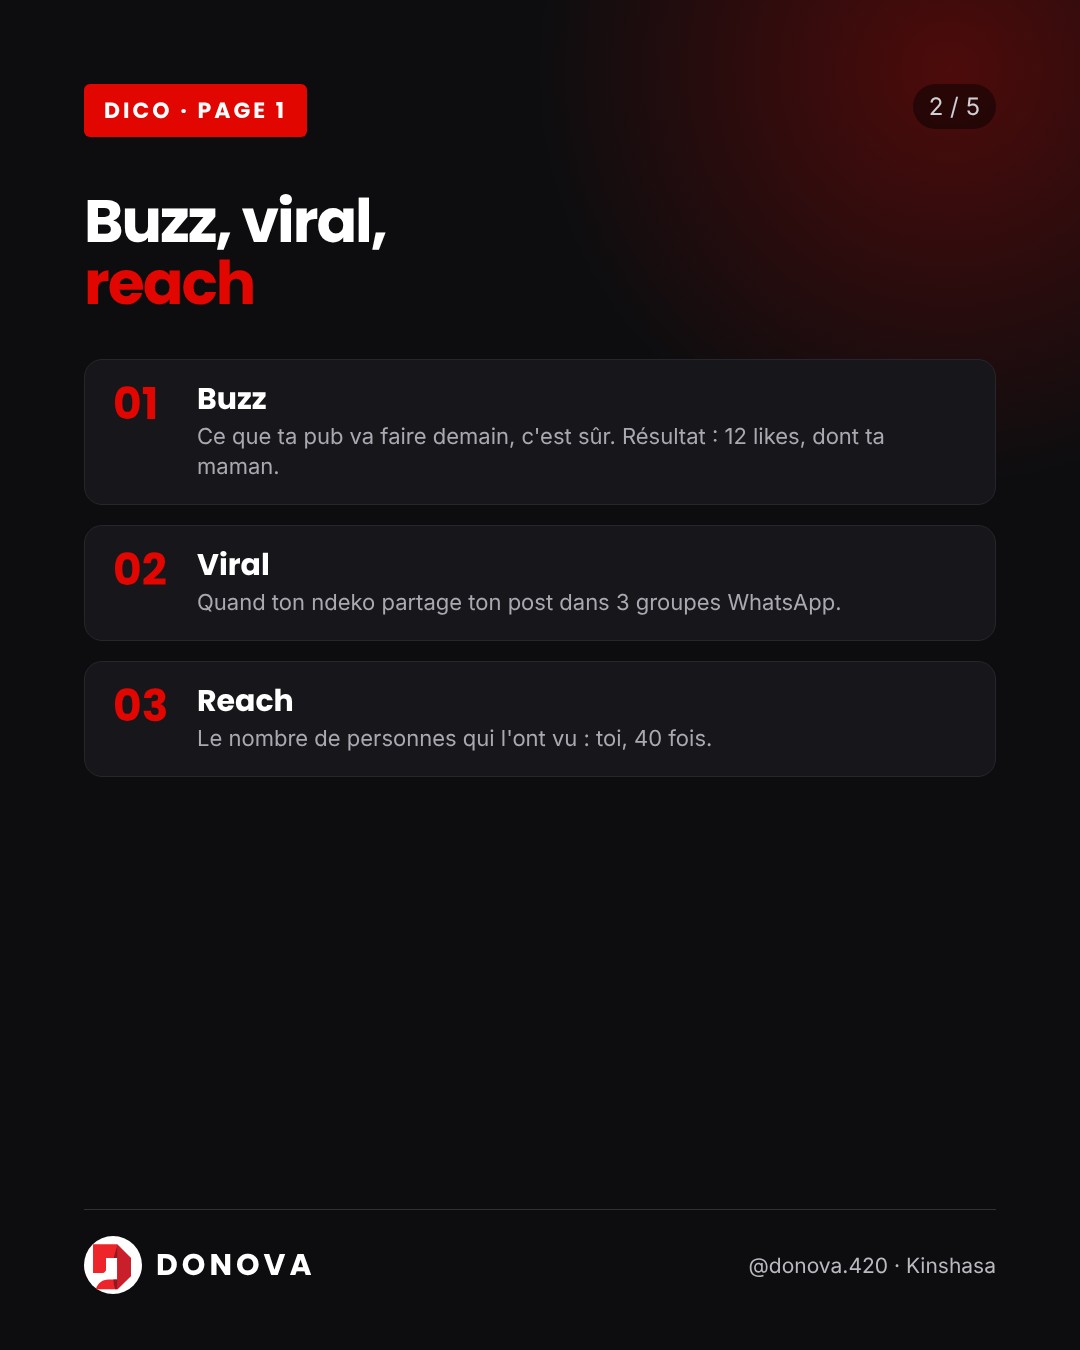 DICO · PAGE 1
2 / 5
Buzz, viral,
reach
01
Buzz
Ce que ta pub va faire demain, c'est sûr. Résultat : 12 likes, dont ta
maman.
02
Viral
Quand ton ndeko partage ton post dans 3 groupes WhatsApp.
03
Reach
Le nombre de personnes qui l'ont vu : toi, 40 fois.
DONOVA
@donova.420 · Kinshasa